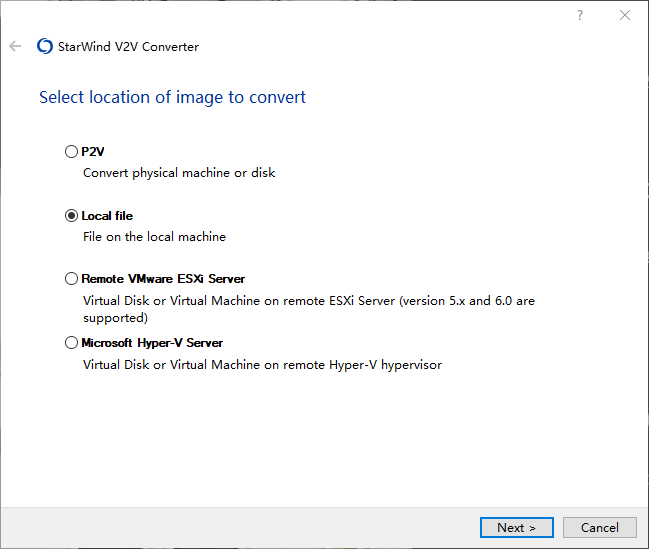 ?
StarWind V2V Converter
Select location of image to convert
P2V
Convert physical machine or disk
Local file
File on the local machine
Remote VMware ESXi Server
Virtual Disk or Virtual Machine on remote ESXi Server (version 5.x and 6.0 are
supported)
Microsoft Hyper-V Server
Virtual Disk or Virtual Machine on remote Hyper-V hypervisor
Next >
Cancel